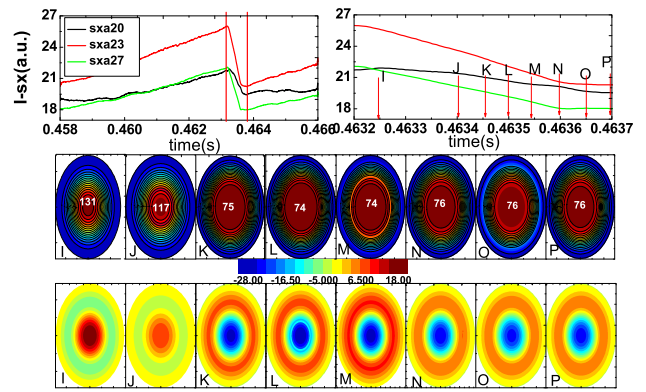 I-sx(a.u.)
27
24
21
18
sxa20
sxa23
sxa27
0.458
0.460
0.462
0.464
0.466
time(s)
27
24
21
18
I
J
K
L
M
N
O
P
0.4632
0.4633
0.4634
0.4635
0.4636
0.4637
time(s)
131
117
75
74
74
76
76
76
I
J
K
L
M
N
O
P
-28.00
-16.50
-5.000
6.500
18.00
I
J
K
L
M
N
O
P